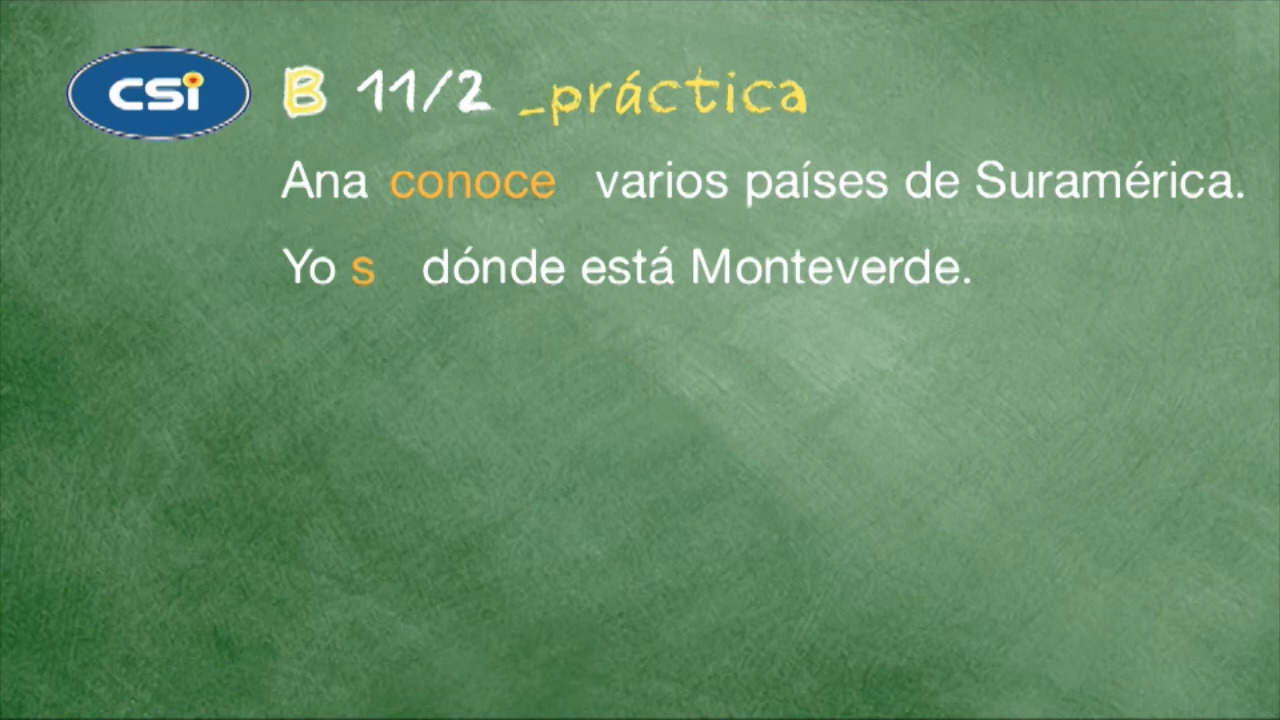 CSi B 11/2 _práctica
Ana conoce varios países de Suramérica.
Yo s dónde está Monteverde.